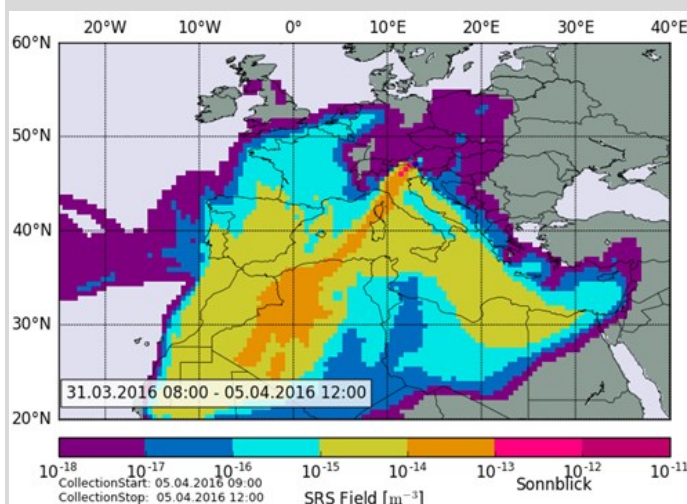 20°W 10°W 0° 10°E 20°E 30°E 40°E
60°N
50°N
40°N
30°N
20°N
31.03.2016 08:00 - 05.04.2016 12:00
10⁻¹⁸ 10⁻¹⁷ 10⁻¹⁶ 10⁻¹⁵ 10⁻¹⁴ 10⁻¹³ 10⁻¹² 10⁻¹¹
CollectionStart: 05.04.2016 09:00
Sonnblick
CollectionStop: 05.04.2016 12:00
SRS Field [m⁻³]